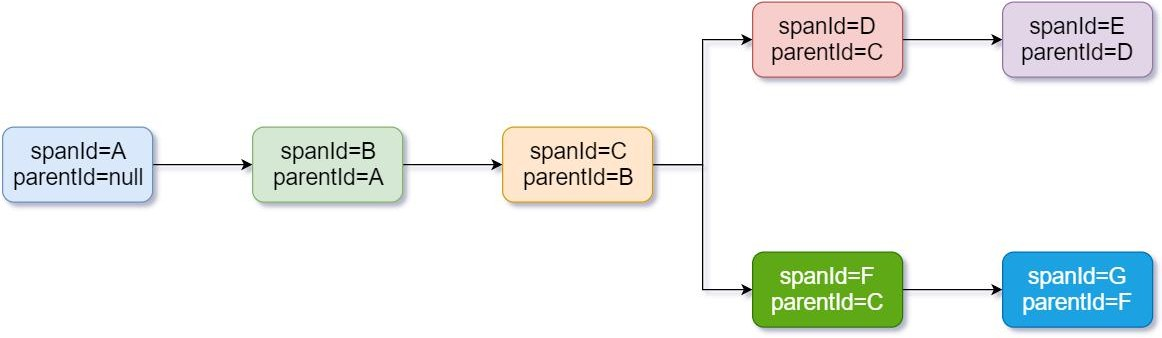 spanId=A
parentId=null
spanId=B
parentId=A
spanId=C
parentId=B
spanId=D
parentId=C
spanId=E
parentId=D
spanId=F
parentId=C
spanId=G
parentId=F